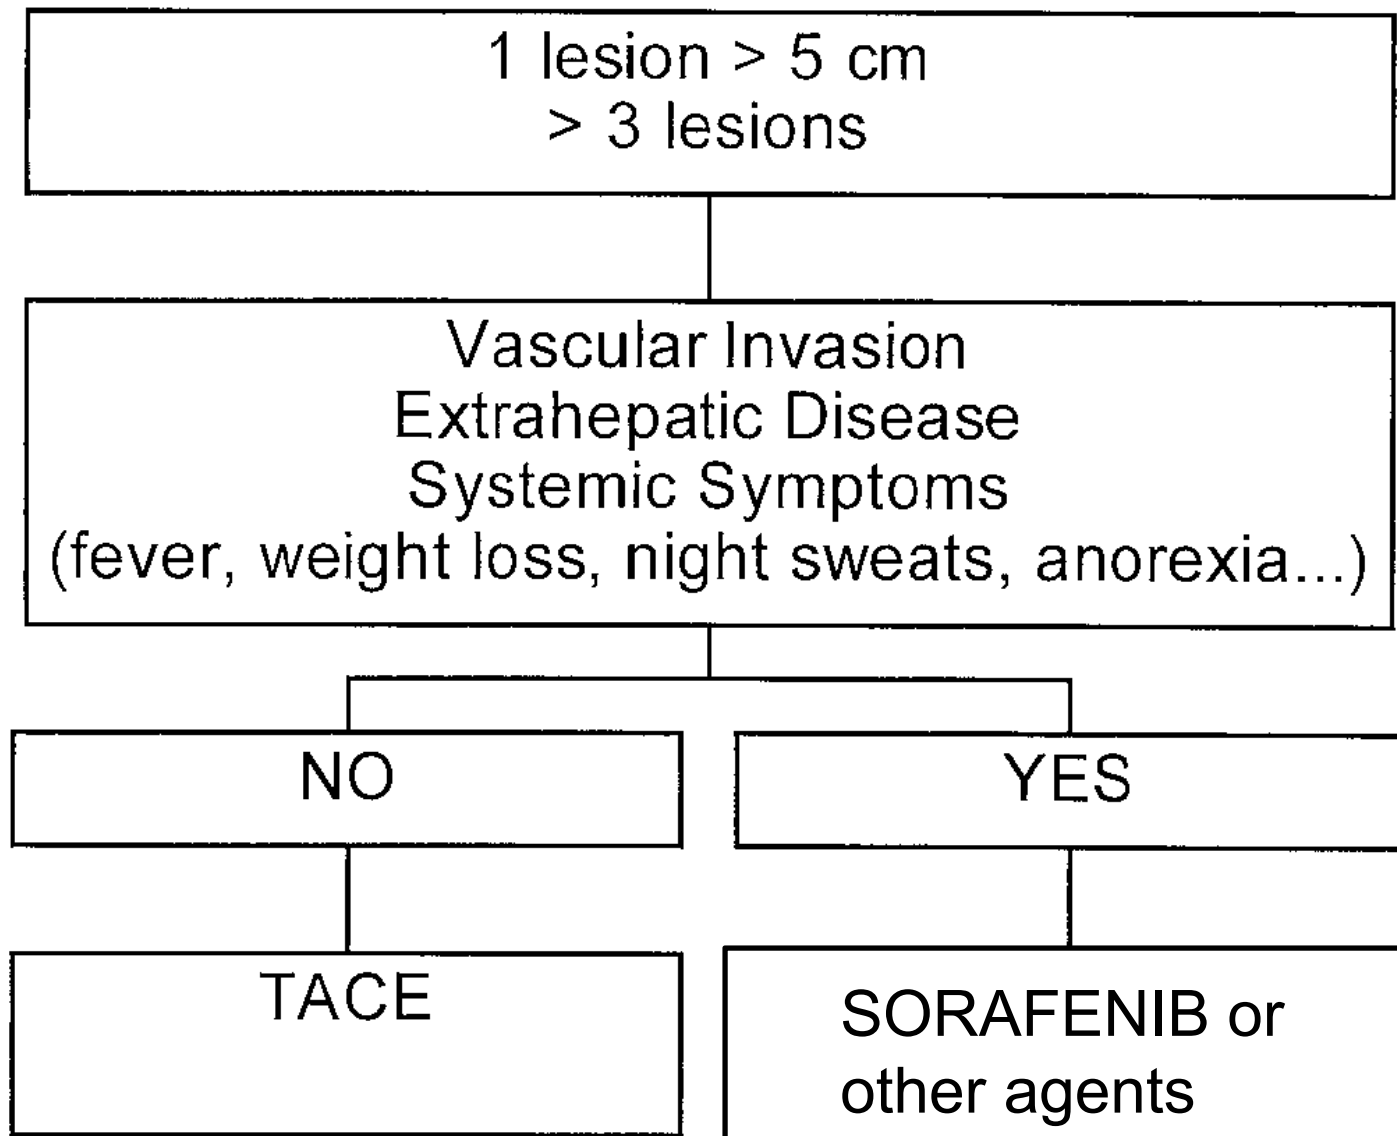 1 lesion > 5 cm
> 3 lesions
Vascular Invasion
Extrahepatic Disease
Systemic Symptoms
(fever, weight loss, night sweats, anorexia...)
NO
YES
TACE
SORAFENIB or
other agents